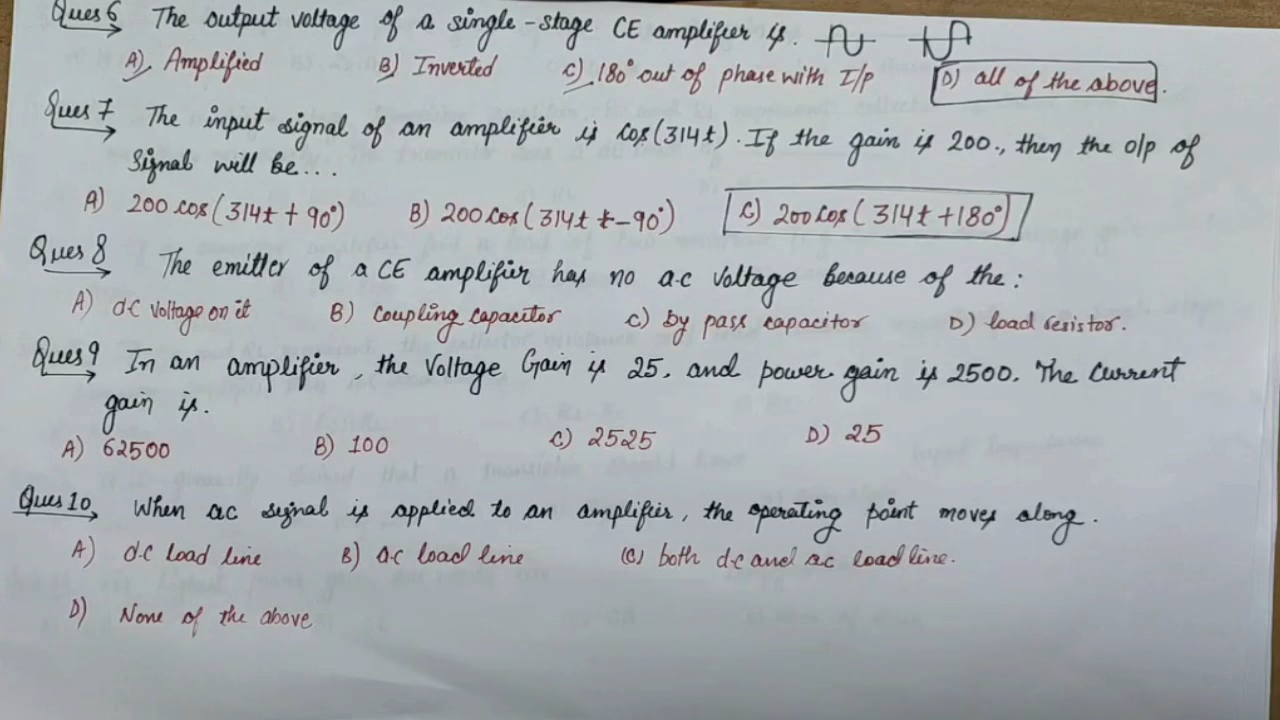 Ques 6 The output voltage of a single-stage CE amplifier is.
A) Amplified B) Inverted C) 180° out of phase with I/p D) all of the above.
Ques 7 The input signal of an amplifier is cos(314t). If the gain is 200., then the o/p of
Signal will be...
A) 200 cos(314t + 90°) B) 200 cos(314t - 90°) C) 200 cos(314t + 180°)
Ques 8 The emitter of a CE amplifier has no a.c voltage because of the:
A) d.c voltage on it B) Coupling capacitor C) by pass capacitor D) load resistor.
Ques 9 In an amplifier, the Voltage Gain is 25, and power gain is 2500. The Current
gain is.
A) 62500 B) 100 C) 2525 D) 25
Ques 10, When ac signal is applied to an amplifier, the operating point moves along.
A) d.c load line B) a.c load line (C) both d.c and ac load line.
D) None of the above